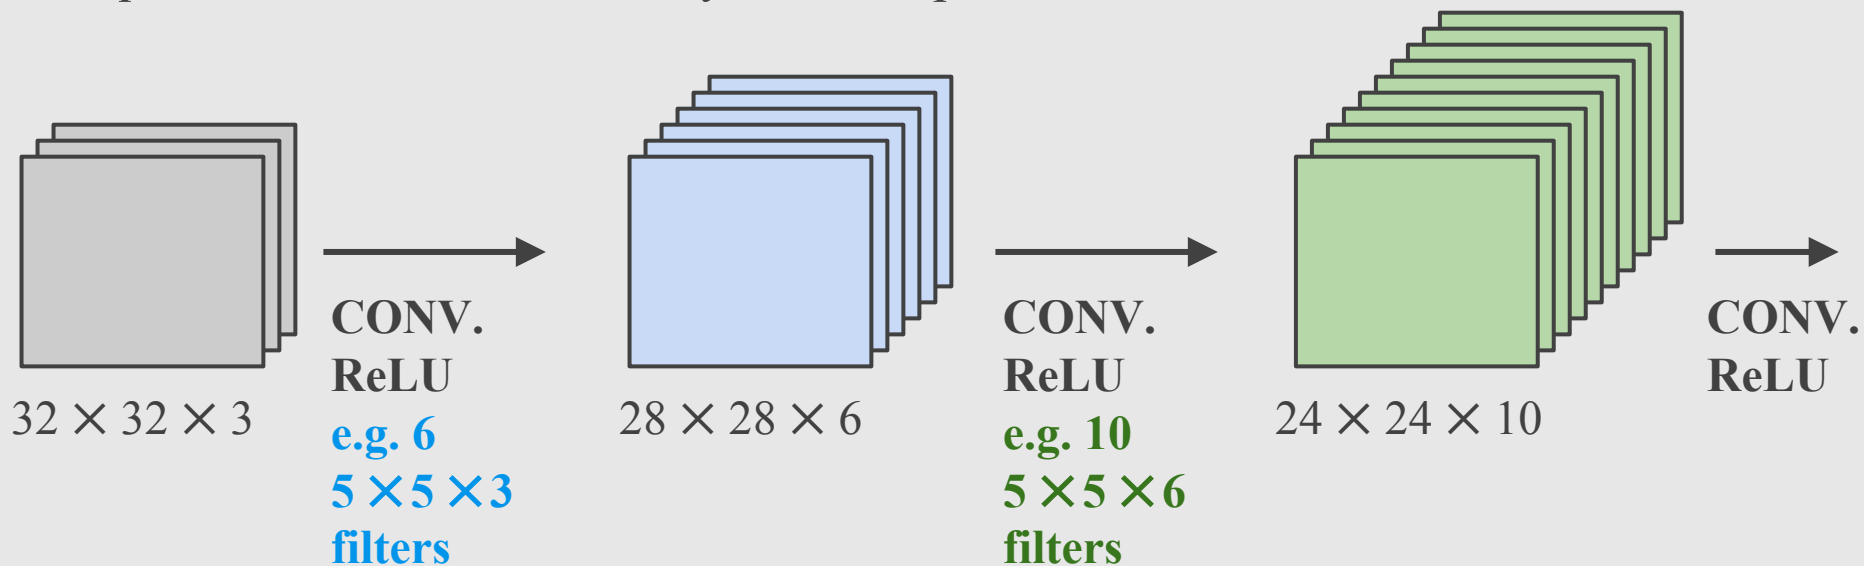 32 × 32 × 3
CONV.
ReLU
e.g. 6
5 ×5 ×3
filters
28 × 28 × 6
CONV.
ReLU
e.g. 10
5 ×5 ×6
filters
24 × 24 × 10
CONV.
ReLU